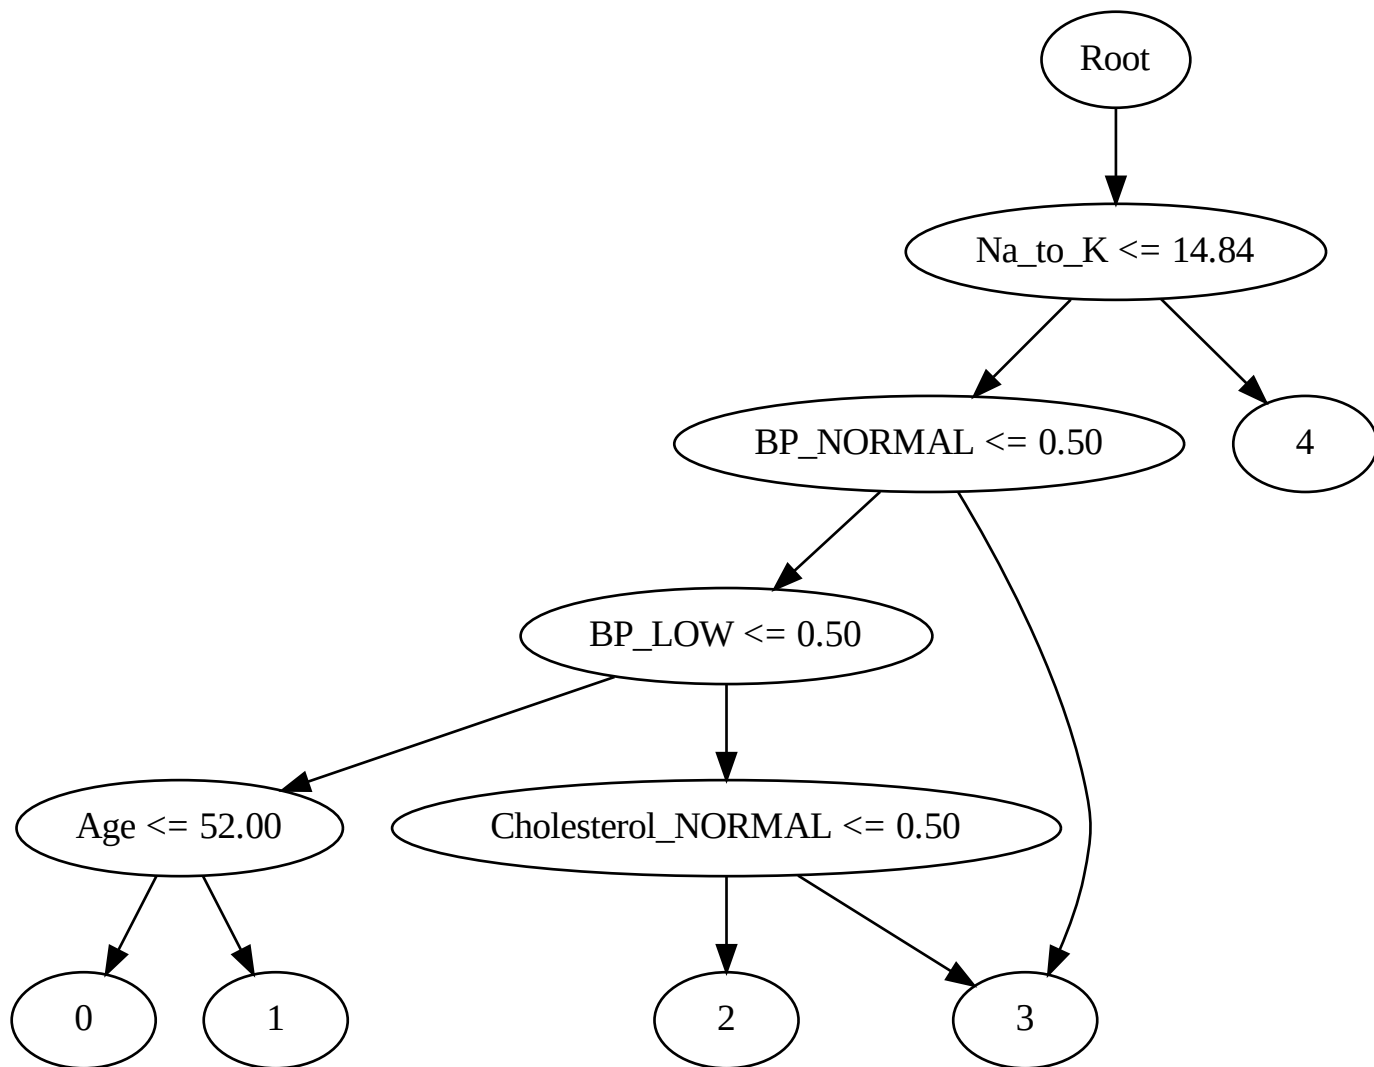 Root
Na_to_K <= 14.84
BP_NORMAL <= 0.50
4
BP_LOW <= 0.50
Age <= 52.00
Cholesterol_NORMAL <= 0.50
0
1
2
3